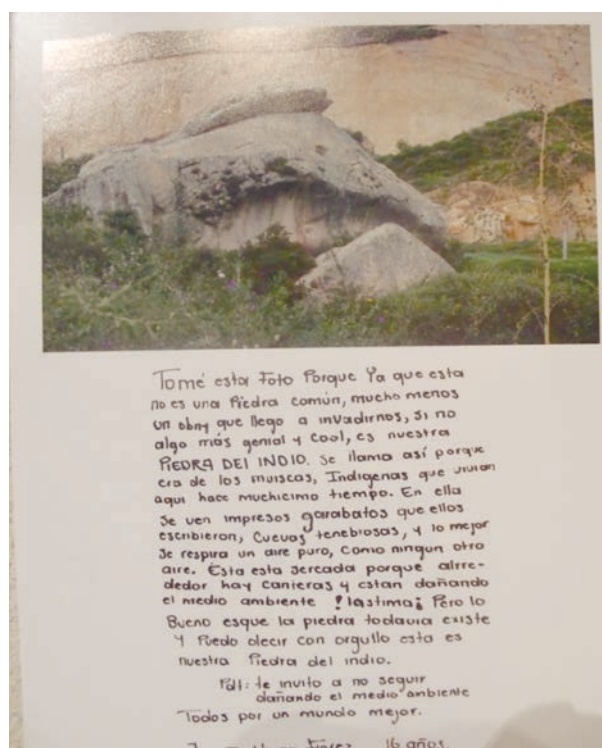 Tomé esta Foto Porque Ya que esta
no es una Piedra común, mucho menos
un obny que llego a invadirnos, si no
algo más genial y cool, es nuestra
PIEDRA DEl INDIO. Se llama así porque
era de los muiscas, Indigenas que vivian
aqui hace muchicimo tiempo. En ella
Se ven impresos garabatos que ellos
escribieron, Cuevas tenebrosas, y lo mejor
Se respira un aire puro, como ningun otro
aire. Esta esta sercada porque alrre-
dedor hay Canteras y estan dañando
el medio ambiente ! lastima¡ Pero lo
Bueno esque la piedra todavia existe
Y Puedo decir con orgullo esta es
nuestra Piedra del indio.
Pdt: te invito a no seguir
dañando el medio ambiente
Todos por un mundo mejor.
16 años